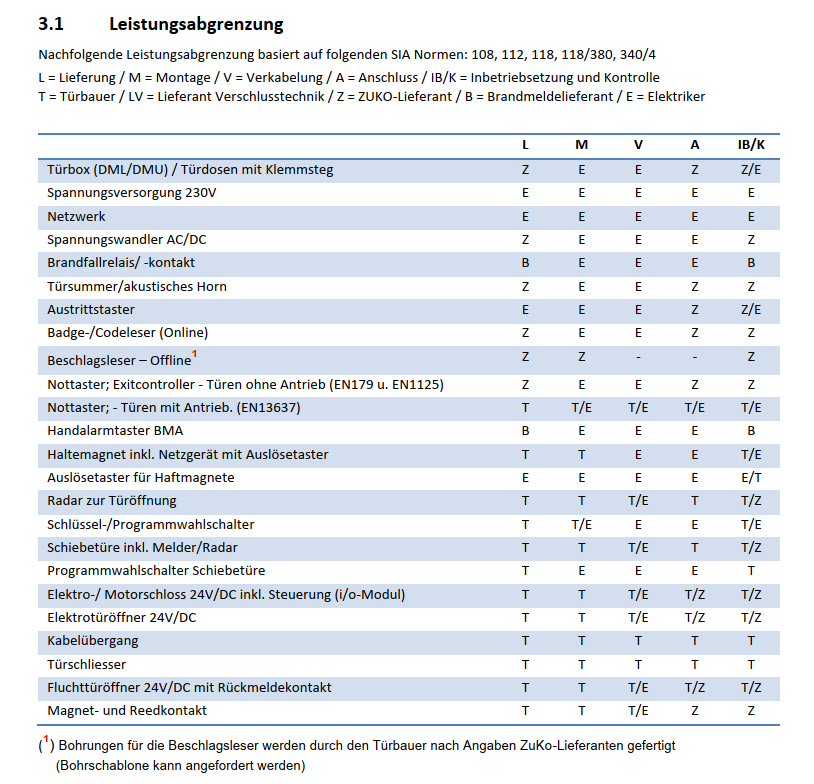 3.1 Leistungsabgrenzung
Nachfolgende Leistungsabgrenzung basiert auf folgenden SIA Normen: 108, 112, 118, 118/380, 340/4
L = Lieferung / M = Montage / V = Verkabelung / A = Anschluss / IB/K = Inbetriebsetzung und Kontrolle
T = Türbauer / LV = Lieferant Verschlusstechnik / Z = ZUKO-Lieferant / B = Brandmeldelieferant / E = Elektriker
L M V A IB/K
Türbox (DML/DMU) / Türdosen mit Klemmsteg Z E E Z Z/E
Spannungsversorgung 230V E E E E E
Netzwerk E E E E E
Spannungswandler AC/DC Z E E E Z
Brandfallrelais/ -kontakt B E E E B
Türsummer/akustisches Horn Z E E Z Z
Austrittstaster E E E Z Z/E
Badge-/Codeleser (Online) Z E E Z Z
Beschlagsleser – Offline1 Z Z - - Z
Nottaster; Exitcontroller - Türen ohne Antrieb (EN179 u. EN1125) Z E E Z Z
Nottaster; - Türen mit Antrieb. (EN13637) T T/E T/E T/E T/E
Handalarmtaster BMA B E E E B
Haltemagnet inkl. Netzgerät mit Auslösetaster T T E E T/E
Auslösetaster für Haftmagnete E E E E E/T
Radar zur Türöffnung T T T/E T T/Z
Schlüssel-/Programmwahlschalter T T/E E E T/E
Schiebetüre inkl. Melder/Radar T T T/E T T/Z
Programmwahlschalter Schiebetüre T E E E T
Elektro-/ Motorschloss 24V/DC inkl. Steuerung (i/o-Modul) T T T/E T/Z T/Z
Elektrotüröffner 24V/DC T T T/E T/Z T/Z
Kabelübergang T T T T T
Türschliesser T T T T T
Fluchttüröffner 24V/DC mit Rückmeldekontakt T T T/E T/Z T/Z
Magnet- und Reedkontakt T T T/E Z Z
(1) Bohrungen für die Beschlagsleser werden durch den Türbauer nach Angaben ZuKo-Lieferanten gefertigt
(Bohrschablone kann angefordert werden)